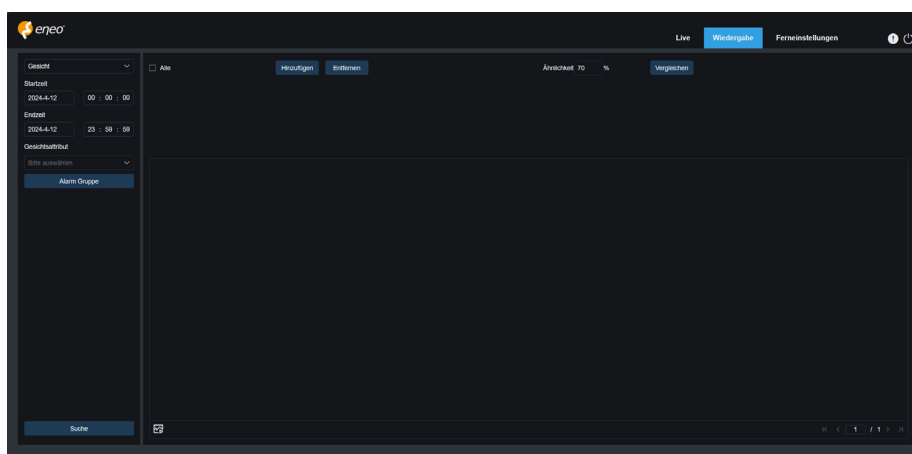 eneo
Live Wiedergabe Ferneinstellungen
Gesicht
Startzeit
2024-4-12 00 : 00 : 00
Endzeit
2024-4-12 23 : 59 : 59
Gesichtsattribut
Bitte auswählen
Alarm Gruppe
Suche
Alle Hinzufügen Entfernen Ähnlichkeit 70 % Vergleichen
1 / 1